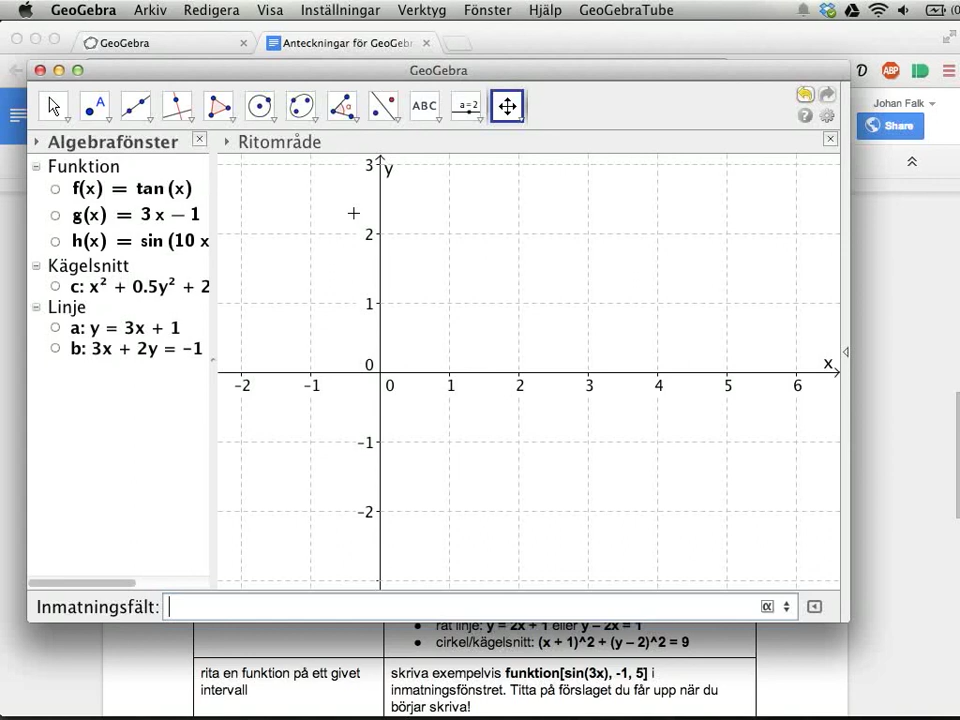 GeoGebra Arkiv Redigera Visa Inställningar Verktyg Fönster Hjälp GeoGebraTube
GeoGebra Anteckningar för GeoGebr
GeoGebra
ABP
A ABC a=2
Johan Falk
Share
Algebrafönster Ritområde
Funktion
f(x) = tan (x)
g(x) = 3 x − 1
h(x) = sin (10 x
Kägelsnitt
c: x² + 0.5y² + 2
Linje
a: y = 3x + 1
b: 3x + 2y = −1
y
3
2
1
0
-1
-2
-2 -1 0 1 2 3 4 5 6
x
Inmatningsfält: α
rät linje: y = 2x + 1 eller y − 2x = 1
cirkel/kägelsnitt: (x + 1)^2 + (y – 2)^2 = 9
rita en funktion på ett givet
intervall
skriva exempelvis funktion[sin(3x), -1, 5] i
inmatningsfönstret. Titta på förslaget du får upp när du
börjar skriva!